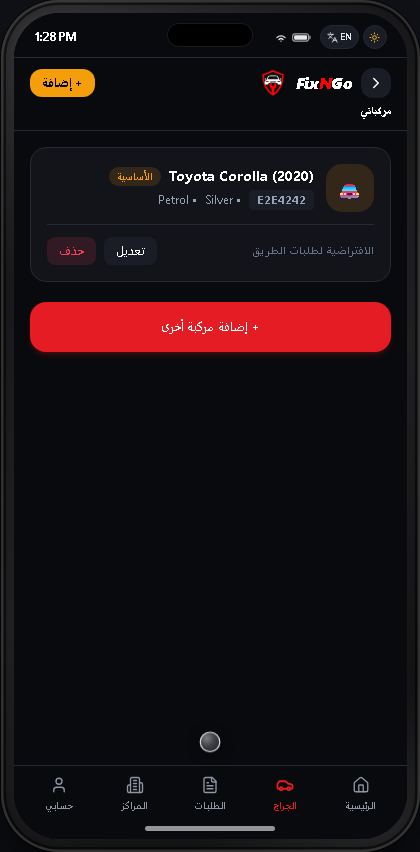 1:28 PM
EN
FixNGo
+ إضافة
مركباتي
Toyota Corolla (2020) الأساسية
E2E4242 • Silver • Petrol
الافتراضية لطلبات الطريق
تعديل
حذف
+ إضافة مركبة أخرى
الرئيسية
الجراج
الطلبات
المراكز
حسابي